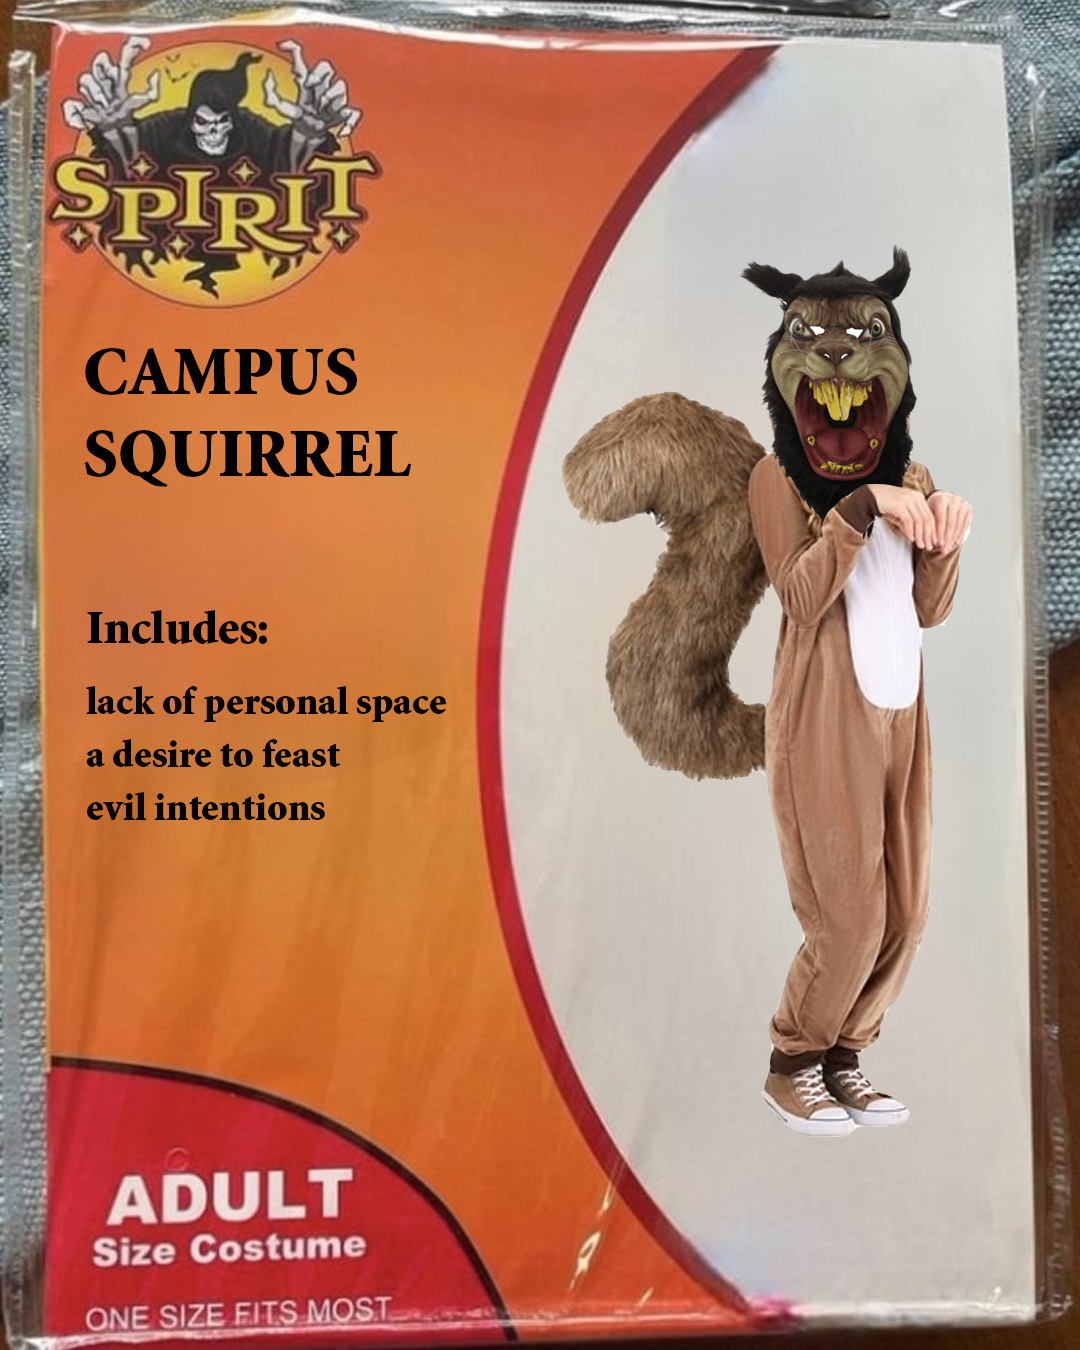 SPIRIT
CAMPUS
SQUIRREL
Includes:
lack of personal space
a desire to feast
evil intentions
ADULT
Size Costume
ONE SIZE FITS MOST